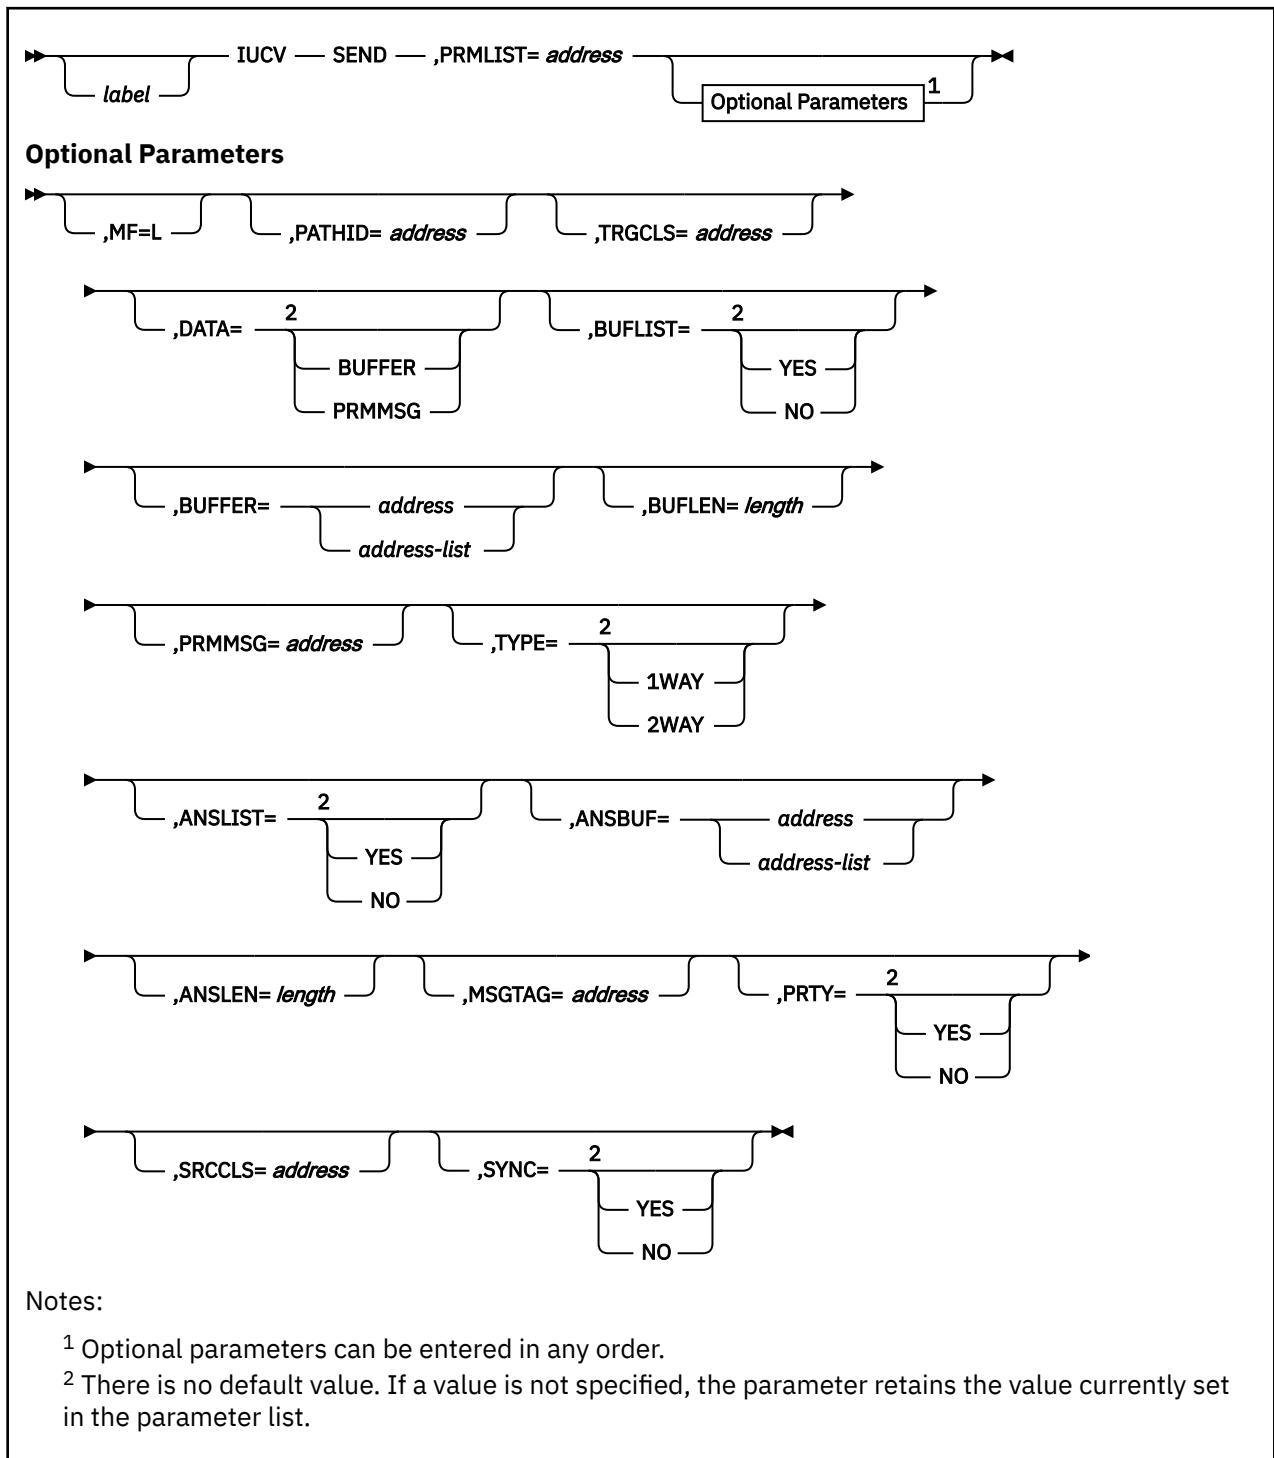 IUCV SEND ,PRMLIST= address
label
Optional Parameters 1
Optional Parameters
,MF=L ,PATHID= address ,TRGCLS= address
,DATA= 2 ,BUFLIST= 2
BUFFER YES
PRMMSG NO
,BUFFER= address ,BUFLEN= length
address-list
,PRMMSG= address ,TYPE= 2
1WAY
2WAY
,ANSLIST= 2 ,ANSBUF= address
YES address-list
NO
,ANSLEN= length ,MSGTAG= address ,PRTY= 2
YES
NO
,SRCCLS= address ,SYNC= 2
YES
NO
Notes:
1 Optional parameters can be entered in any order.
2 There is no default value. If a value is not specified, the parameter retains the value currently set
in the parameter list.